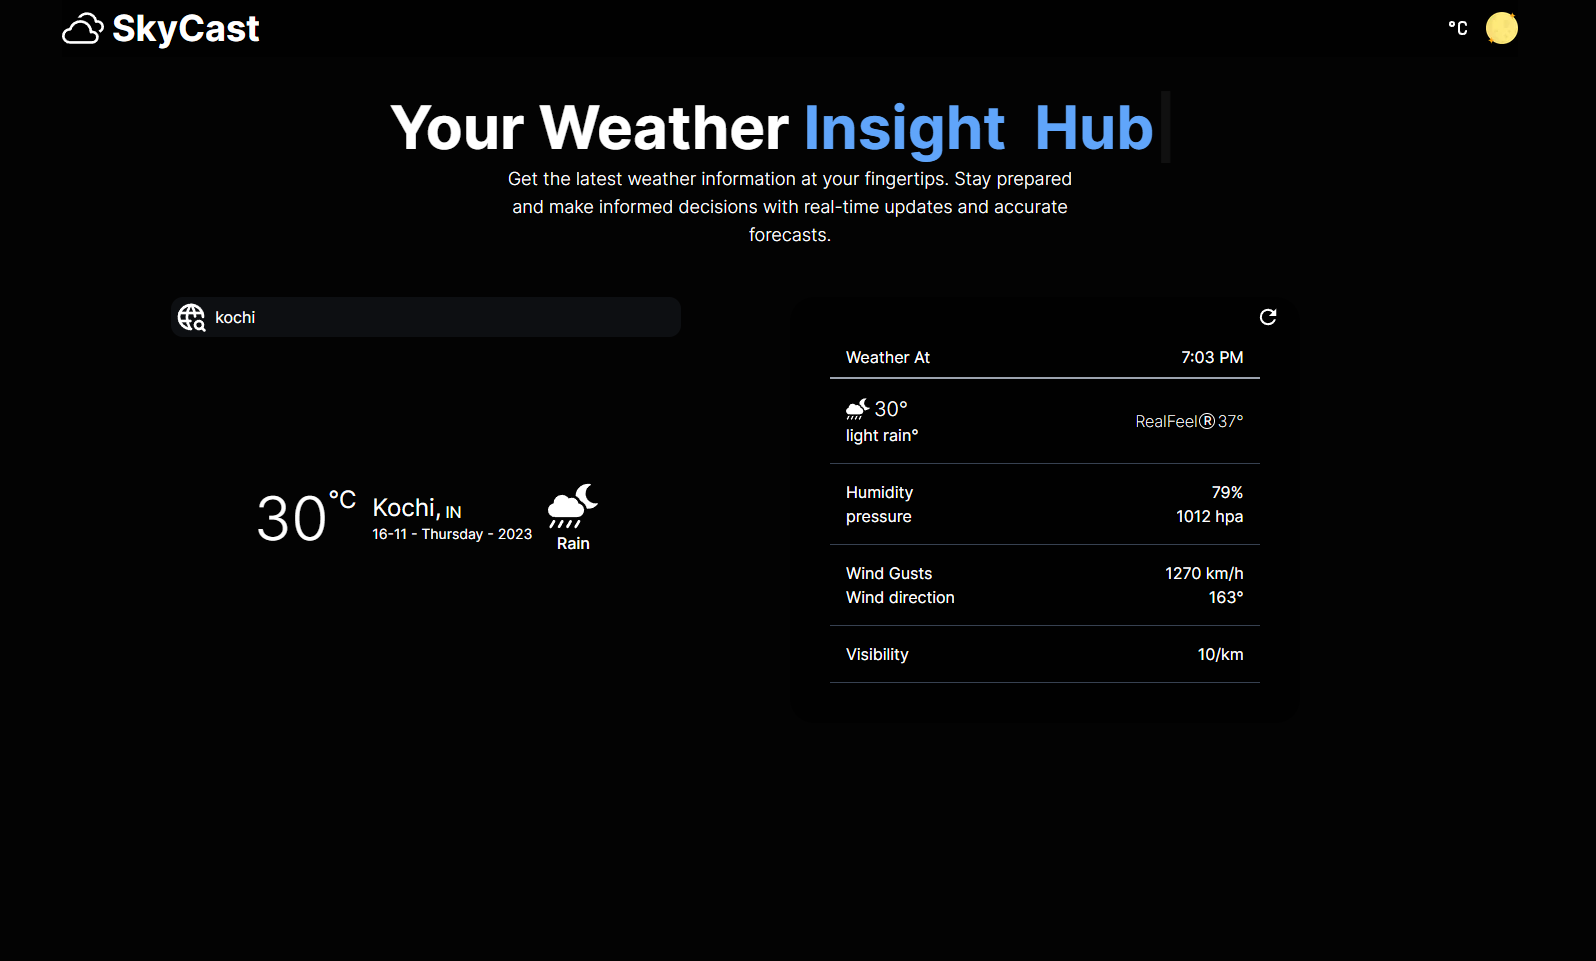 SkyCast
°C
Your Weather Insight Hub
Get the latest weather information at your fingertips. Stay prepared
and make informed decisions with real-time updates and accurate
forecasts.
kochi
30°C
Kochi, IN
16-11 - Thursday - 2023
Rain
Weather At 7:03 PM
30°
light rain°
RealFeel®37°
Humidity 79%
pressure 1012 hpa
Wind Gusts 1270 km/h
Wind direction 163°
Visibility 10/km